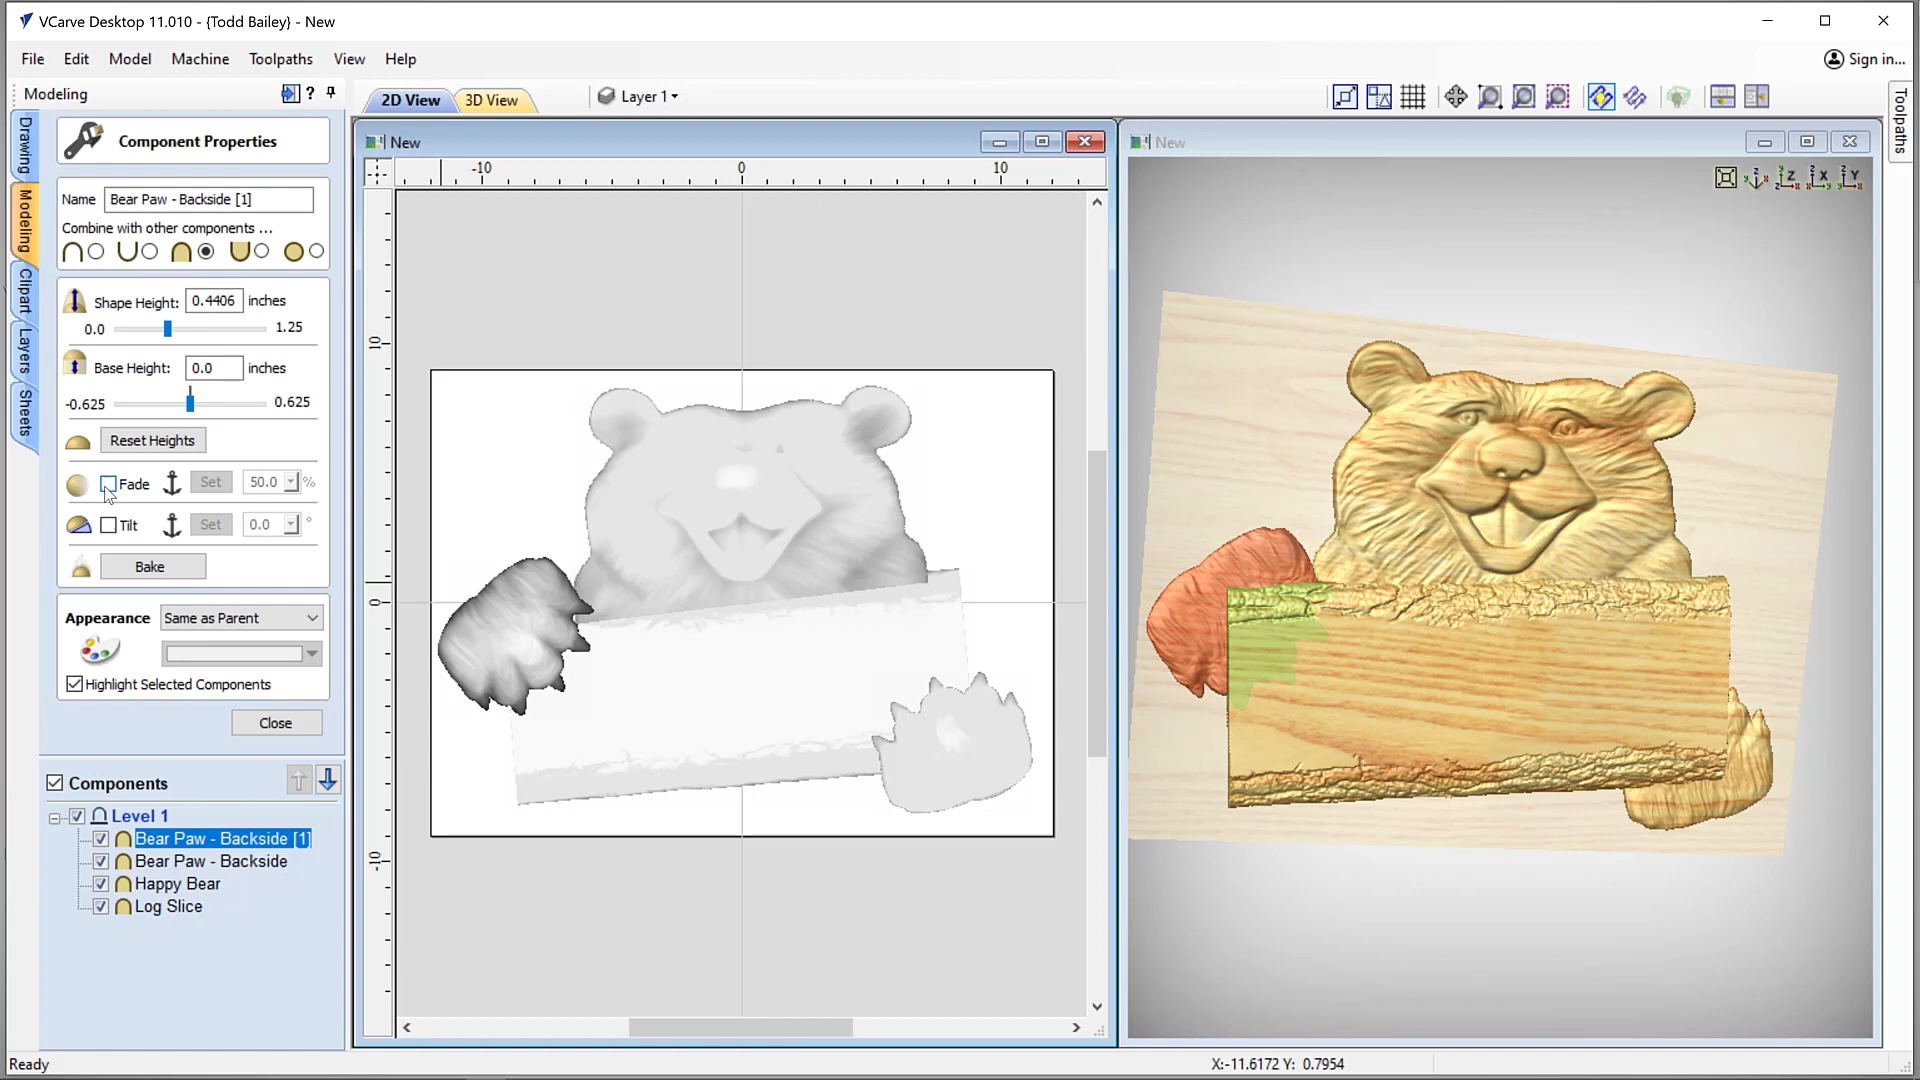 VCarve Desktop 11.010 - {Todd Bailey} - New
File Edit Model Machine Toolpaths View Help
Sign in...
Modeling
?
2D View 3D View
Layer 1
Toolpaths
Drawing
Modeling
Clipart
Layers
Sheets
Component Properties
Name Bear Paw - Backside [1]
Combine with other components ...
Shape Height: 0.4406 inches
0.0 1.25
Base Height: 0.0 inches
-0.625 0.625
Reset Heights
Fade Set 50.0 %
Tilt Set 0.0 °
Bake
Appearance Same as Parent
Highlight Selected Components
Close
Components
Level 1
Bear Paw - Backside [1]
Bear Paw - Backside
Happy Bear
Log Slice
New
-10 0 10
10
0
-10
New
Z X Y
Ready
X:-11.6172 Y: 0.7954